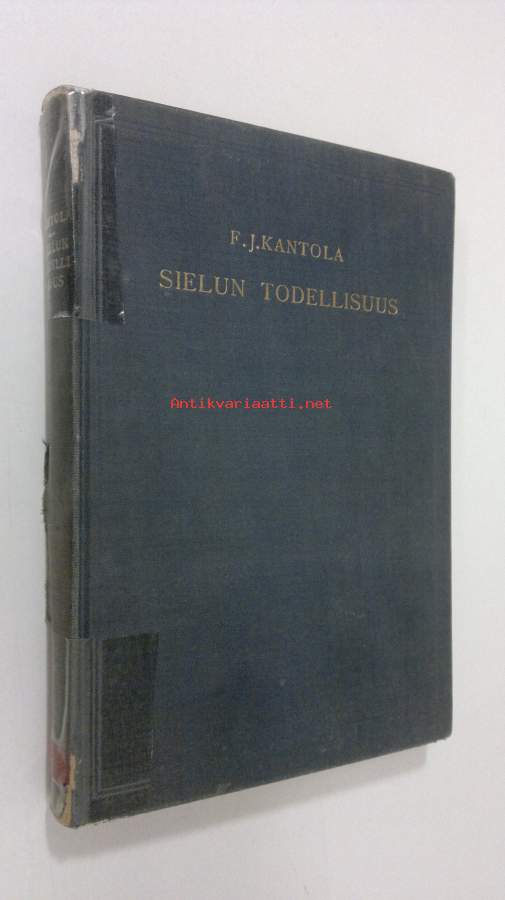 F.J.KANTOLA
SIELUN TODELLISUUS
Antikvariaatti.net